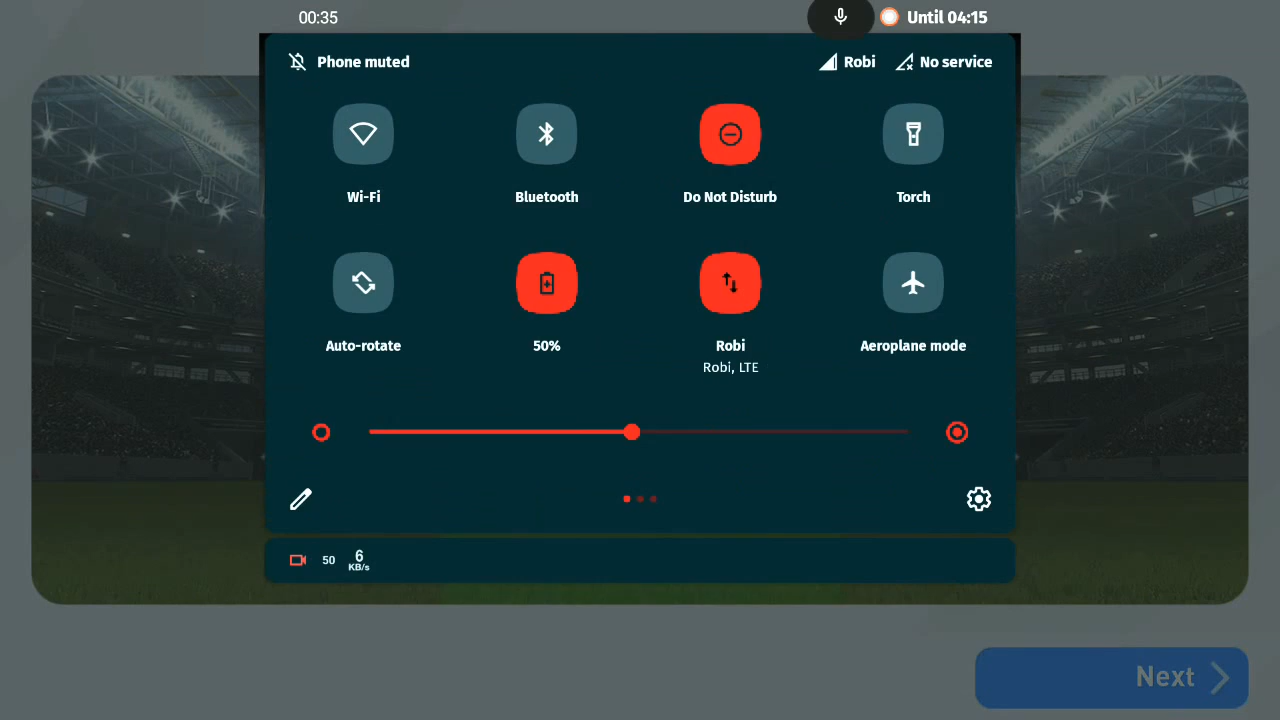 00:35
Until 04:15
Phone muted
Robi
No service
Wi-Fi
Bluetooth
Do Not Disturb
Torch
Auto-rotate
50%
Robi
Robi, LTE
Aeroplane mode
50
6
KB/s
Next